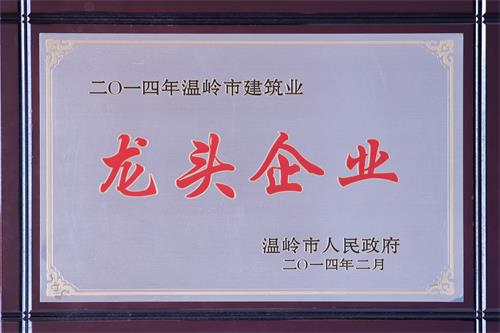 二〇一四年温岭市建筑业
龙头企业
温岭市人民政府
二〇一四年二月